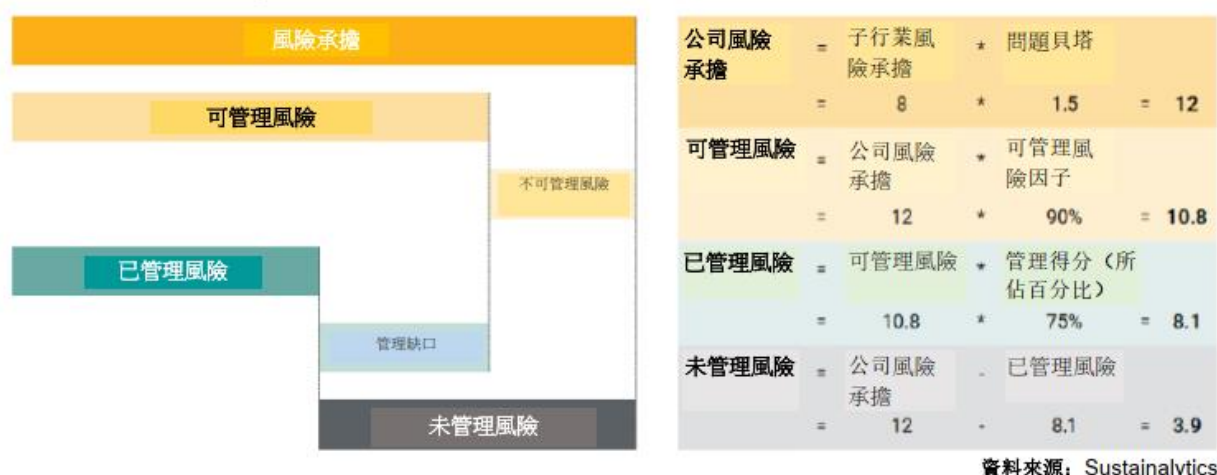 風險承擔
可管理風險
不可管理風險
已管理風險
管理缺口
未管理風險
公司風險承擔 = 子行業風險承擔 * 問題貝塔
= 8 * 1.5 = 12
可管理風險 = 公司風險承擔 * 可管理風險因子
= 12 * 90% = 10.8
已管理風險 = 可管理風險 * 管理得分（所佔百分比）
= 10.8 * 75% = 8.1
未管理風險 = 公司風險承擔 - 已管理風險
= 12 - 8.1 = 3.9
資料來源：Sustainalytics